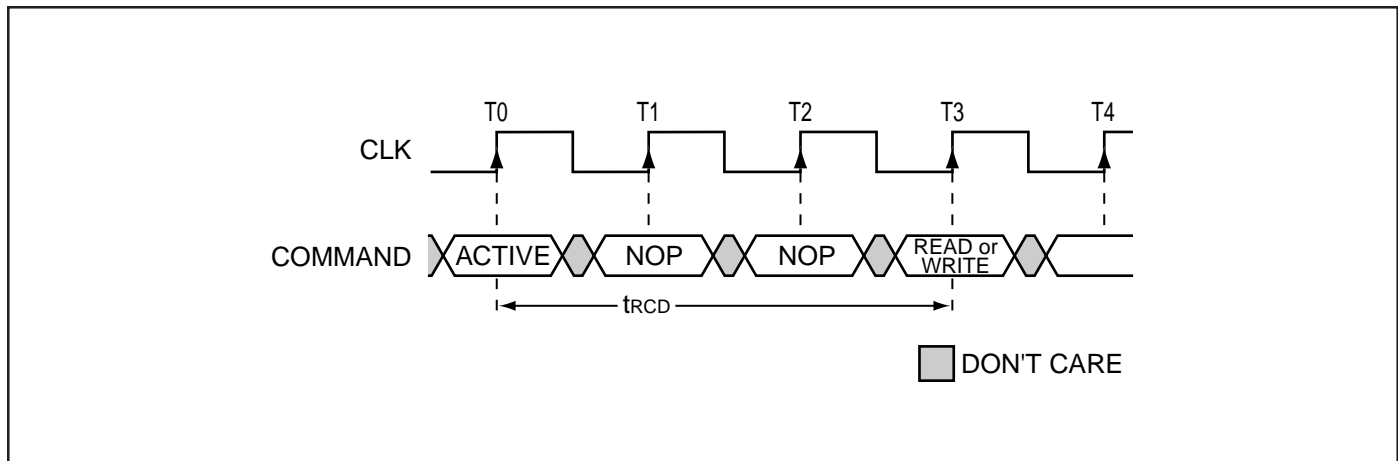 T0 T1 T2 T3 T4
CLK
COMMAND ACTIVE NOP NOP READ or
WRITE
tRCD
DON'T CARE